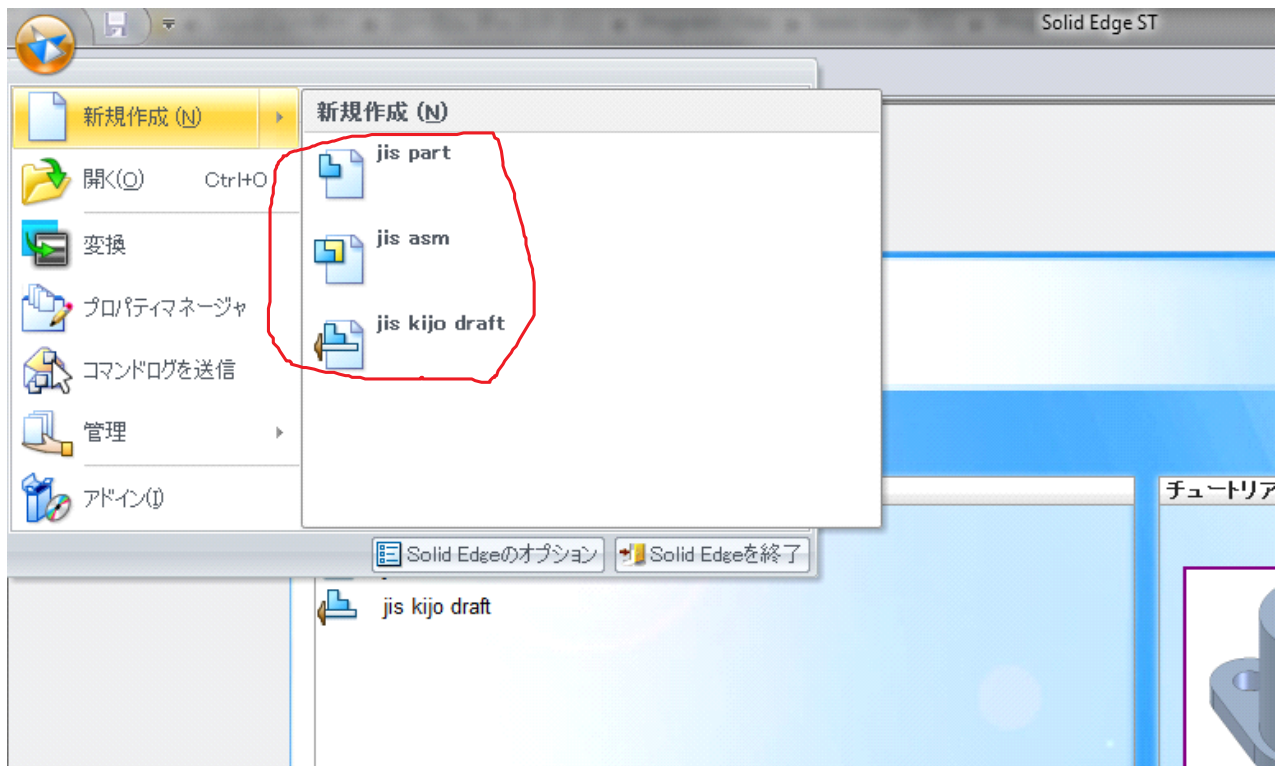 Solid Edge ST
新規作成 (N)
新規作成 (N)
jis part
開く(O) Ctrl+O
jis asm
変換
プロパティマネージャ
jis kijo draft
コマンドログを送信
管理
アドイン(I)
チュートリア
Solid Edgeのオプション
Solid Edgeを終了
jis kijo draft